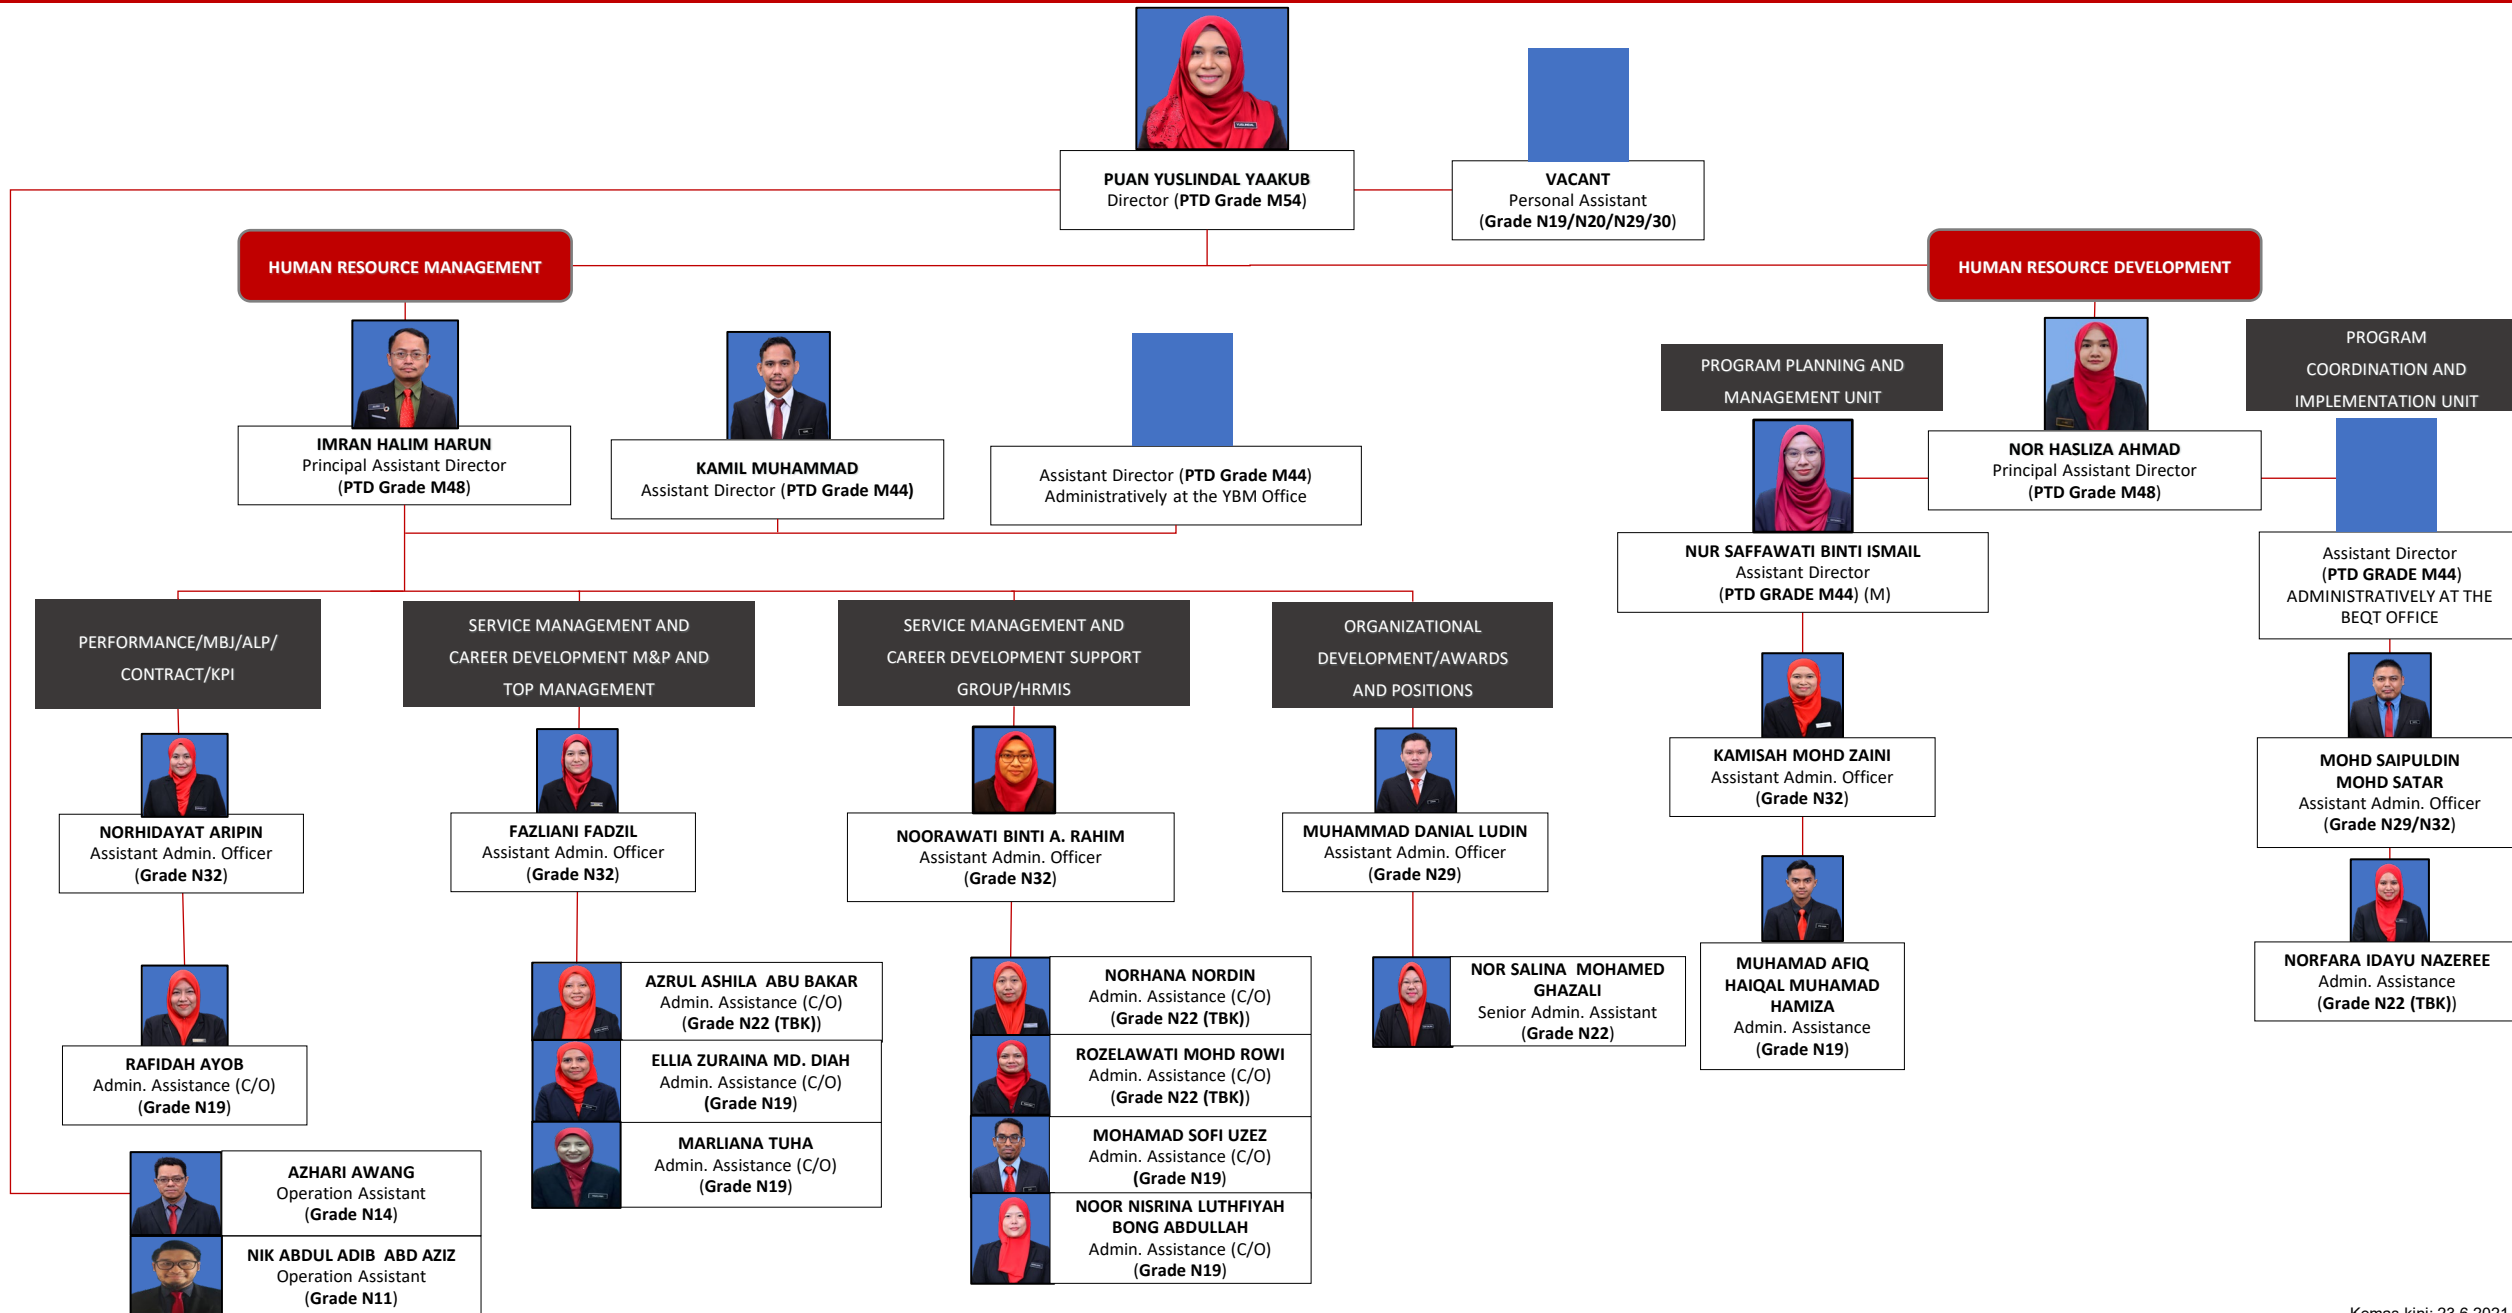 PUAN YUSLINDAL YAAKUB
Director (PTD Grade M54)
VACANT
Personal Assistant
(Grade N19/N20/N29/30)
HUMAN RESOURCE MANAGEMENT
HUMAN RESOURCE DEVELOPMENT
IMRAN HALIM HARUN
Principal Assistant Director
(PTD Grade M48)
KAMIL MUHAMMAD
Assistant Director (PTD Grade M44)
Assistant Director (PTD Grade M44)
Administratively at the YBM Office
PROGRAM PLANNING AND
MANAGEMENT UNIT
NOR HASLIZA AHMAD
Principal Assistant Director
(PTD Grade M48)
PROGRAM
COORDINATION AND
IMPLEMENTATION UNIT
NUR SAFFAWATI BINTI ISMAIL
Assistant Director
(PTD GRADE M44) (M)
Assistant Director
(PTD GRADE M44)
ADMINISTRATIVELY AT THE
BEQT OFFICE
PERFORMANCE/MBJ/ALP/
CONTRACT/KPI
SERVICE MANAGEMENT AND
CAREER DEVELOPMENT M&P AND
TOP MANAGEMENT
SERVICE MANAGEMENT AND
CAREER DEVELOPMENT SUPPORT
GROUP/HRMIS
ORGANIZATIONAL
DEVELOPMENT/AWARDS
AND POSITIONS
NORHIDAYAT ARIPIN
Assistant Admin. Officer
(Grade N32)
FAZLIANI FADZIL
Assistant Admin. Officer
(Grade N32)
NOORAWATI BINTI A. RAHIM
Assistant Admin. Officer
(Grade N32)
MUHAMMAD DANIAL LUDIN
Assistant Admin. Officer
(Grade N29)
KAMISAH MOHD ZAINI
Assistant Admin. Officer
(Grade N32)
MOHD SAIPULDIN
MOHD SATAR
Assistant Admin. Officer
(Grade N29/N32)
RAFIDAH AYOB
Admin. Assistance (C/O)
(Grade N19)
AZRUL ASHILA  ABU BAKAR
Admin. Assistance (C/O)
(Grade N22 (TBK))
ELLIA ZURAINA MD. DIAH
Admin. Assistance (C/O)
(Grade N19)
MARLIANA TUHA
Admin. Assistance (C/O)
(Grade N19)
NORHANA NORDIN
Admin. Assistance (C/O)
(Grade N22 (TBK))
ROZELAWATI MOHD ROWI
Admin. Assistance (C/O)
(Grade N22 (TBK))
MOHAMAD SOFI UZEZ
Admin. Assistance (C/O)
(Grade N19)
NOOR NISRINA LUTHFIYAH
BONG ABDULLAH
Admin. Assistance (C/O)
(Grade N19)
NOR SALINA  MOHAMED
GHAZALI
Senior Admin. Assistant
(Grade N22)
MUHAMAD AFIQ
HAIQAL MUHAMAD
HAMIZA
Admin. Assistance
(Grade N19)
NORFARA IDAYU NAZEREE
Admin. Assistance
(Grade N22 (TBK))
AZHARI AWANG
Operation Assistant
(Grade N14)
NIK ABDUL ADIB  ABD AZIZ
Operation Assistant
(Grade N11)